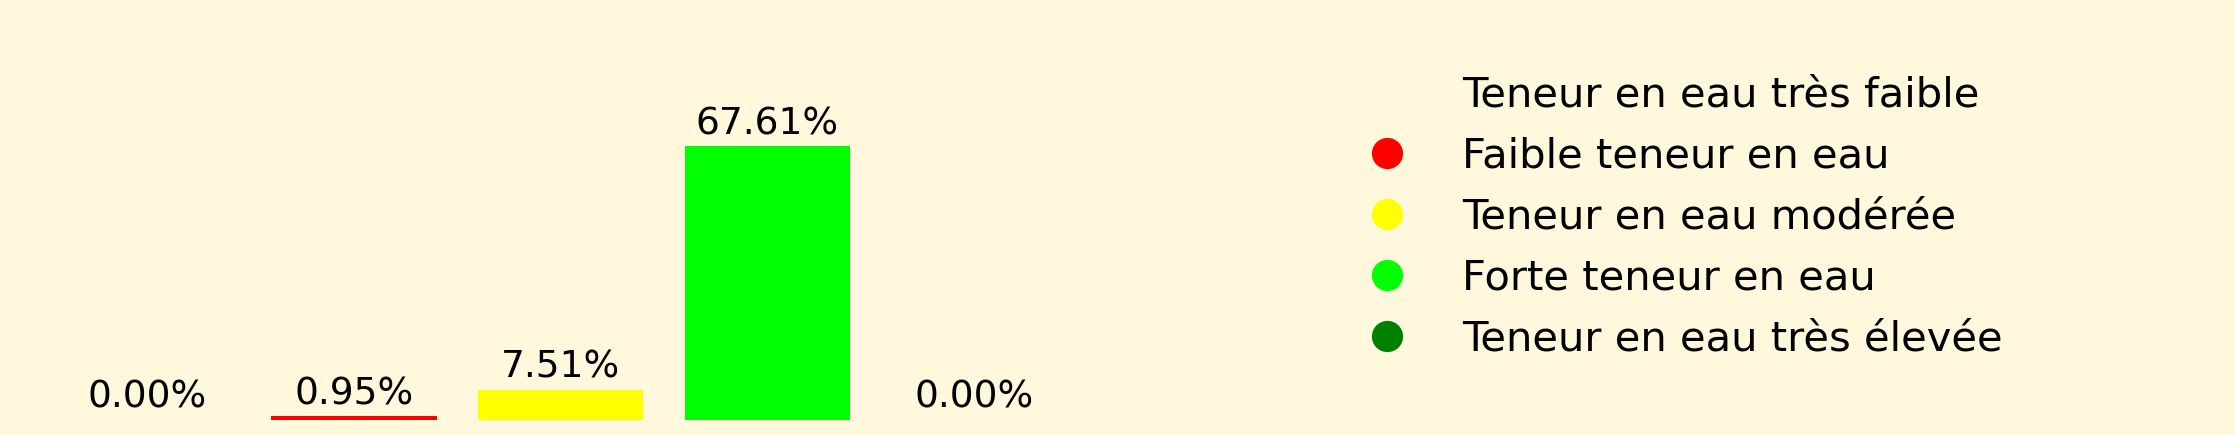 0.00%
0.95%
7.51%
67.61%
0.00%
Teneur en eau très faible
Faible teneur en eau
Teneur en eau modérée
Forte teneur en eau
Teneur en eau très élevée